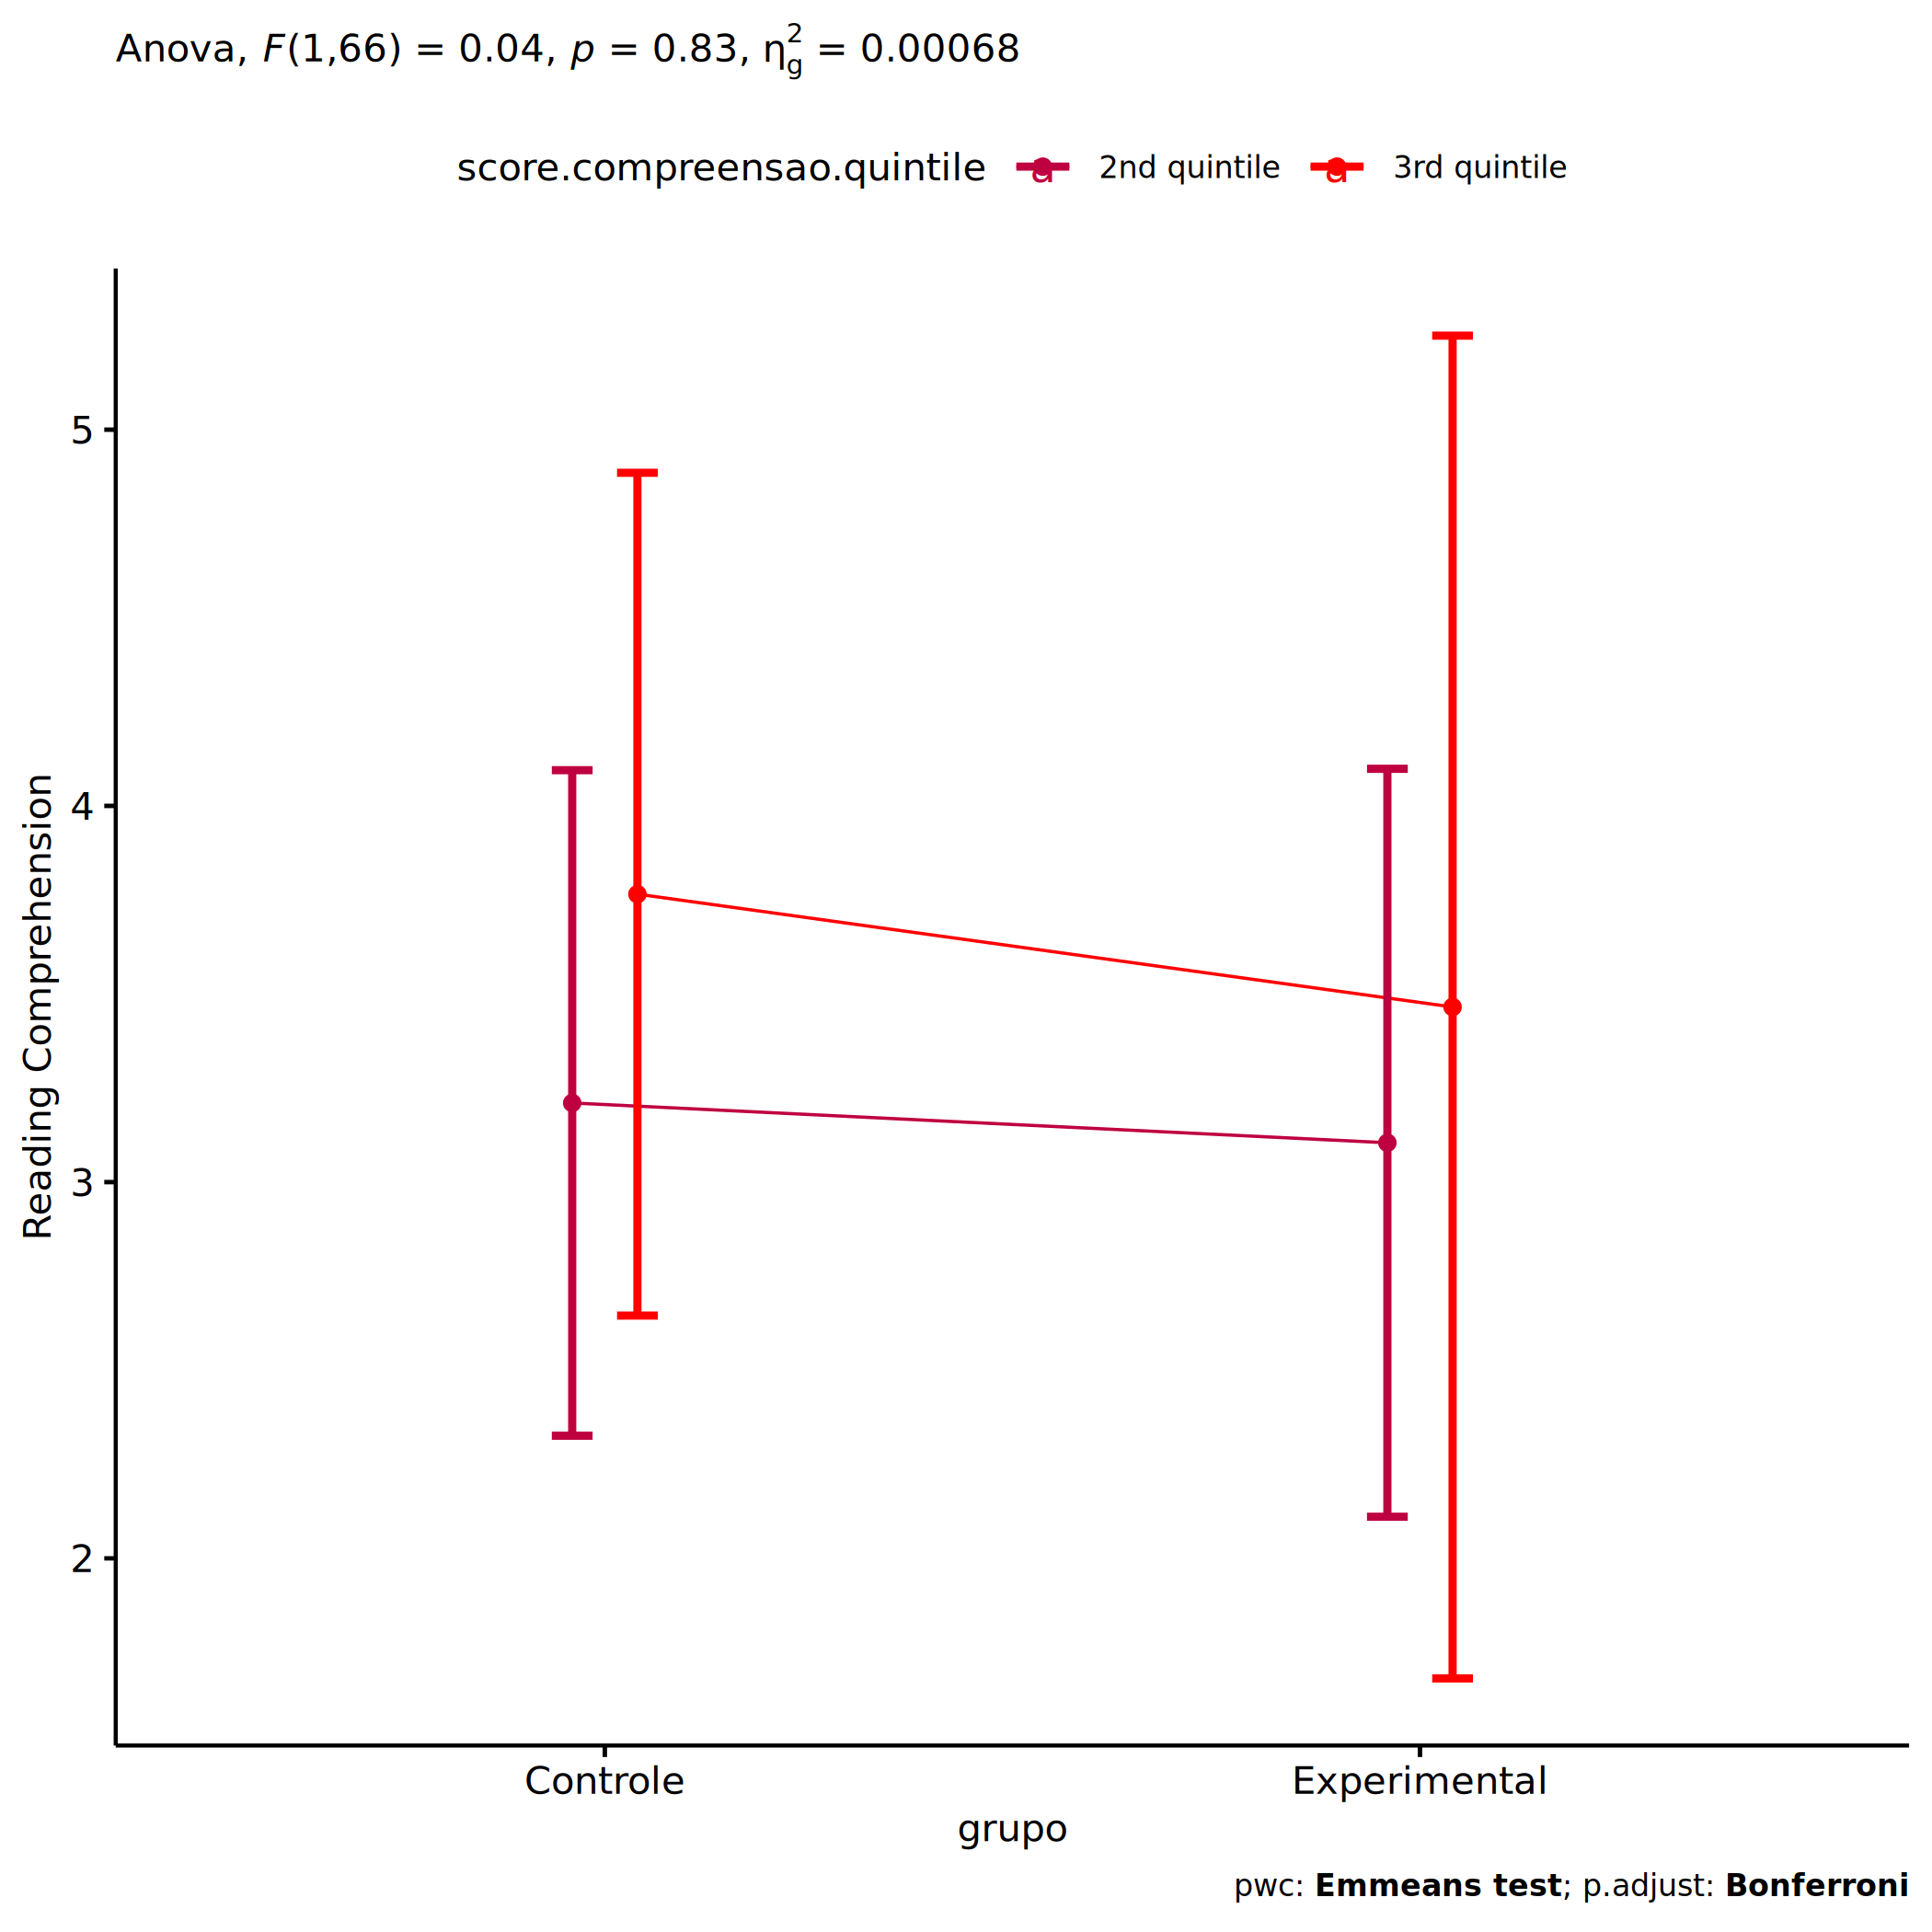 Anova, F(1,66) = 0.04, p = 0.83, η²g = 0.00068
score.compreensao.quintile a 2nd quintile a 3rd quintile
Reading Comprehension
5
4
3
2
Controle Experimental
grupo
pwc: Emmeans test; p.adjust: Bonferroni